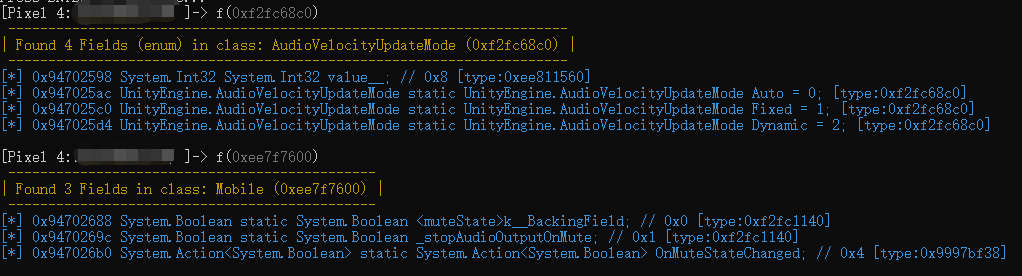 [Pixel 4: ]-> f(0xf2fc68c0)
--------------------------------------------------------------------
| Found 4 Fields (enum) in class: AudioVelocityUpdateMode (0xf2fc68c0) |
--------------------------------------------------------------------
[*] 0x94702598 System.Int32 System.Int32 value__; // 0x8 [type:0xee811560]
[*] 0x947025ac UnityEngine.AudioVelocityUpdateMode static UnityEngine.AudioVelocityUpdateMode Auto = 0; [type:0xf2fc68c0]
[*] 0x947025c0 UnityEngine.AudioVelocityUpdateMode static UnityEngine.AudioVelocityUpdateMode Fixed = 1; [type:0xf2fc68c0]
[*] 0x947025d4 UnityEngine.AudioVelocityUpdateMode static UnityEngine.AudioVelocityUpdateMode Dynamic = 2; [type:0xf2fc68c0]
[Pixel 4: ]-> f(0xee7f7600)
--------------------------------------------
| Found 3 Fields in class: Mobile (0xee7f7600) |
--------------------------------------------
[*] 0x94702688 System.Boolean static System.Boolean <muteState>k__BackingField; // 0x0 [type:0xf2fc1140]
[*] 0x9470269c System.Boolean static System.Boolean _stopAudioOutputOnMute; // 0x1 [type:0xf2fc1140]
[*] 0x947026b0 System.Action<System.Boolean> static System.Action<System.Boolean> OnMuteStateChanged; // 0x4 [type:0x9997bf38]